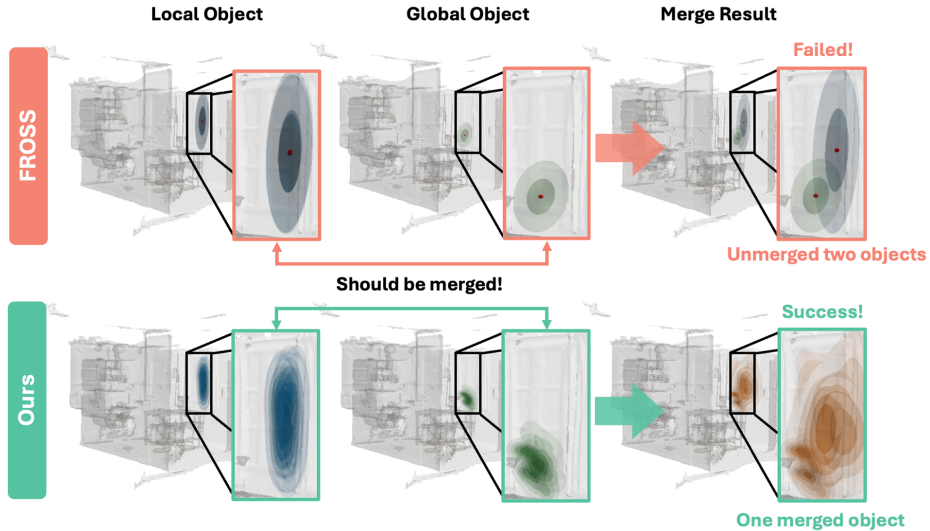 Local Object
Global Object
Merge Result
FROSS
Failed!
Unmerged two objects
Should be merged!
Ours
Success!
One merged object